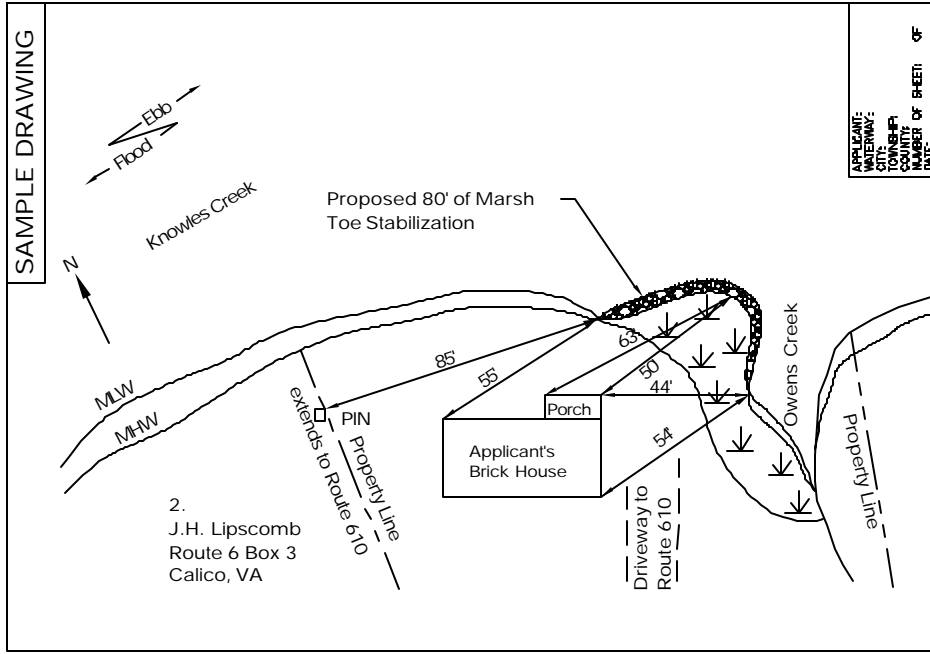 SAMPLE DRAWING
Ebb
Flood
Knowles Creek
N
APPLICANT:
WATERWAY:
CITY:
TOWNSHIP:
COUNTY:
NUMBER OF SHEET: OF
DATE:
Proposed 80' of Marsh
Toe Stabilization
MLW
MHW
85'
55'
63'
50'
44'
54'
PIN
Property Line
extends to Route 610
Porch
Applicant's
Brick House
Owens Creek
Property Line
Driveway to
Route 610
2.
J.H. Lipscomb
Route 6 Box 3
Calico, VA